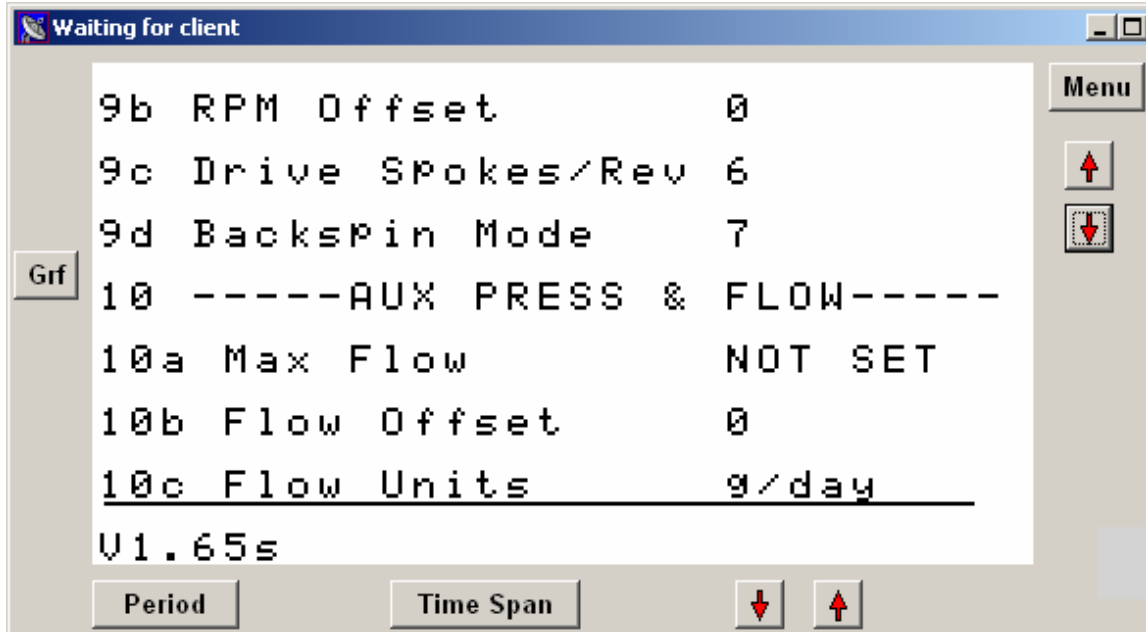 Waiting for client
Menu
Grf
9b RPM Offset 0
9c Drive Spokes/Rev 6
9d Backspin Mode 7
10 -----AUX PRESS & FLOW-----
10a Max Flow NOT SET
10b Flow Offset 0
10c Flow Units g/day
V1.65s
Period Time Span